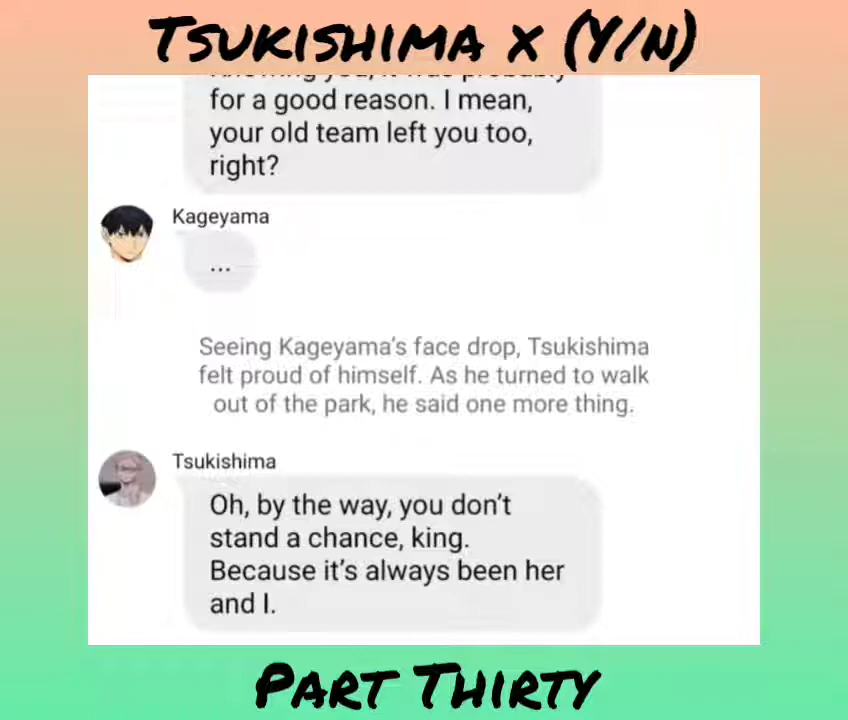 Tsukishima x (Y/N)
for a good reason. I mean,
your old team left you too,
right?
Kageyama
...
Seeing Kageyama's face drop, Tsukishima
felt proud of himself. As he turned to walk
out of the park, he said one more thing.
Tsukishima
Oh, by the way, you don't
stand a chance, king.
Because it's always been her
and I.
Part Thirty